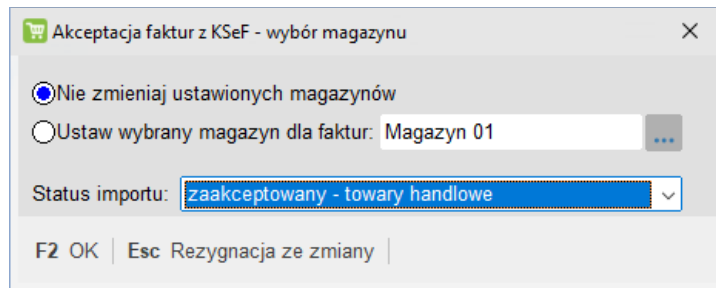 Akceptacja faktur z KSeF - wybór magazynu
Nie zmieniaj ustawionych magazynów
Ustaw wybrany magazyn dla faktur: Magazyn 01 ...
Status importu: zaakceptowany - towary handlowe
F2 OK Esc Rezygnacja ze zmiany